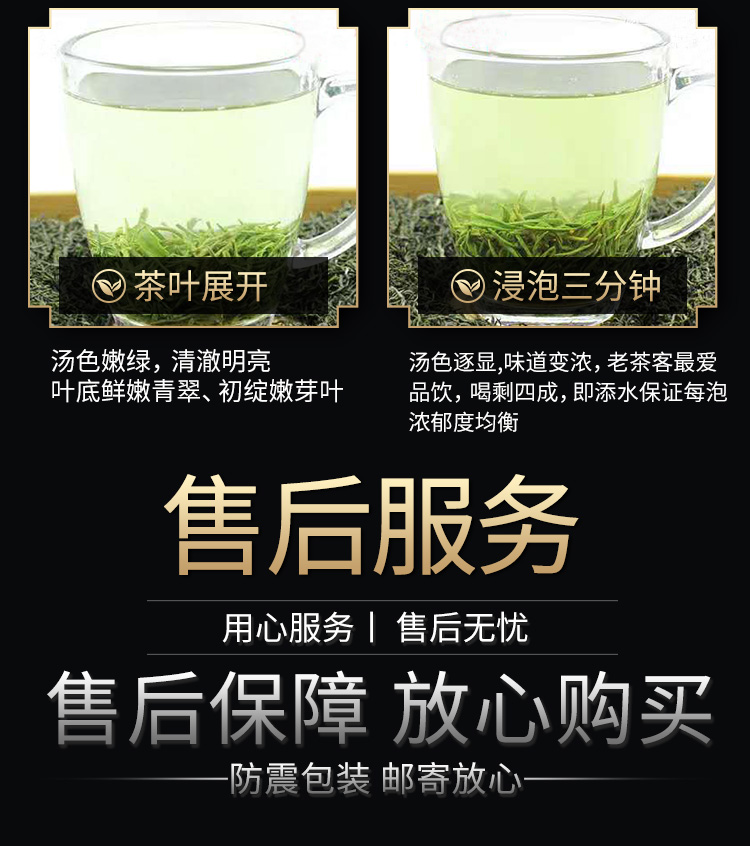 茶叶展开
汤色嫩绿，清澈明亮
叶底鲜嫩青翠、初绽嫩芽叶
浸泡三分钟
汤色逐显,味道变浓，老茶客最爱
品饮，喝剩四成，即添水保证每泡
浓郁度均衡
售后服务
用心服务丨 售后无忧
售后保障 放心购买
防震包装 邮寄放心